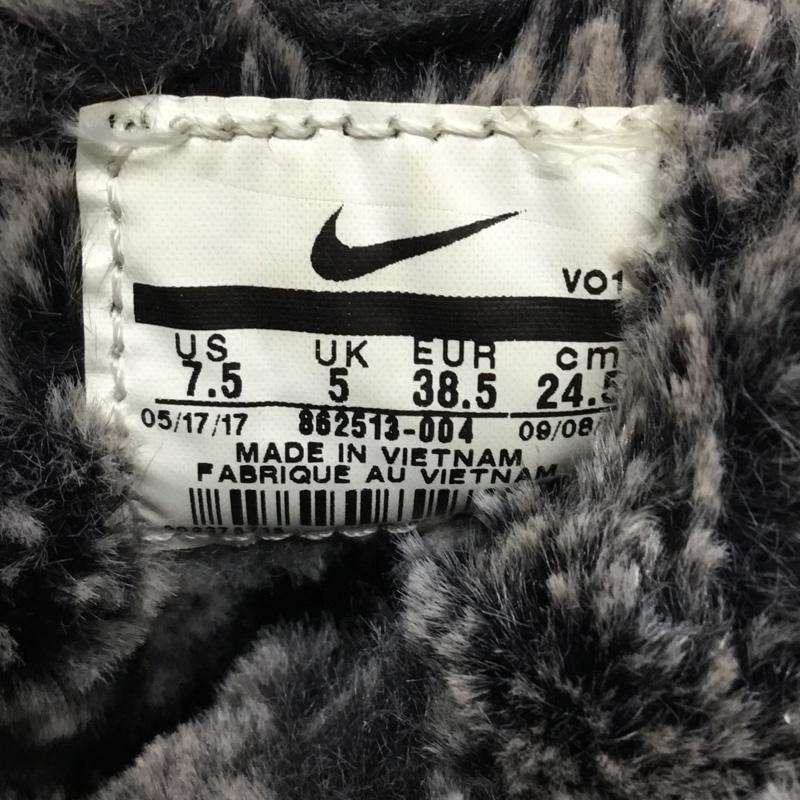 VO1
US UK EUR cm
7.5 5 38.5 24.5
05/17/17 862513-004 09/08
MADE IN VIETNAM
FABRIQUE AU VIETNAM